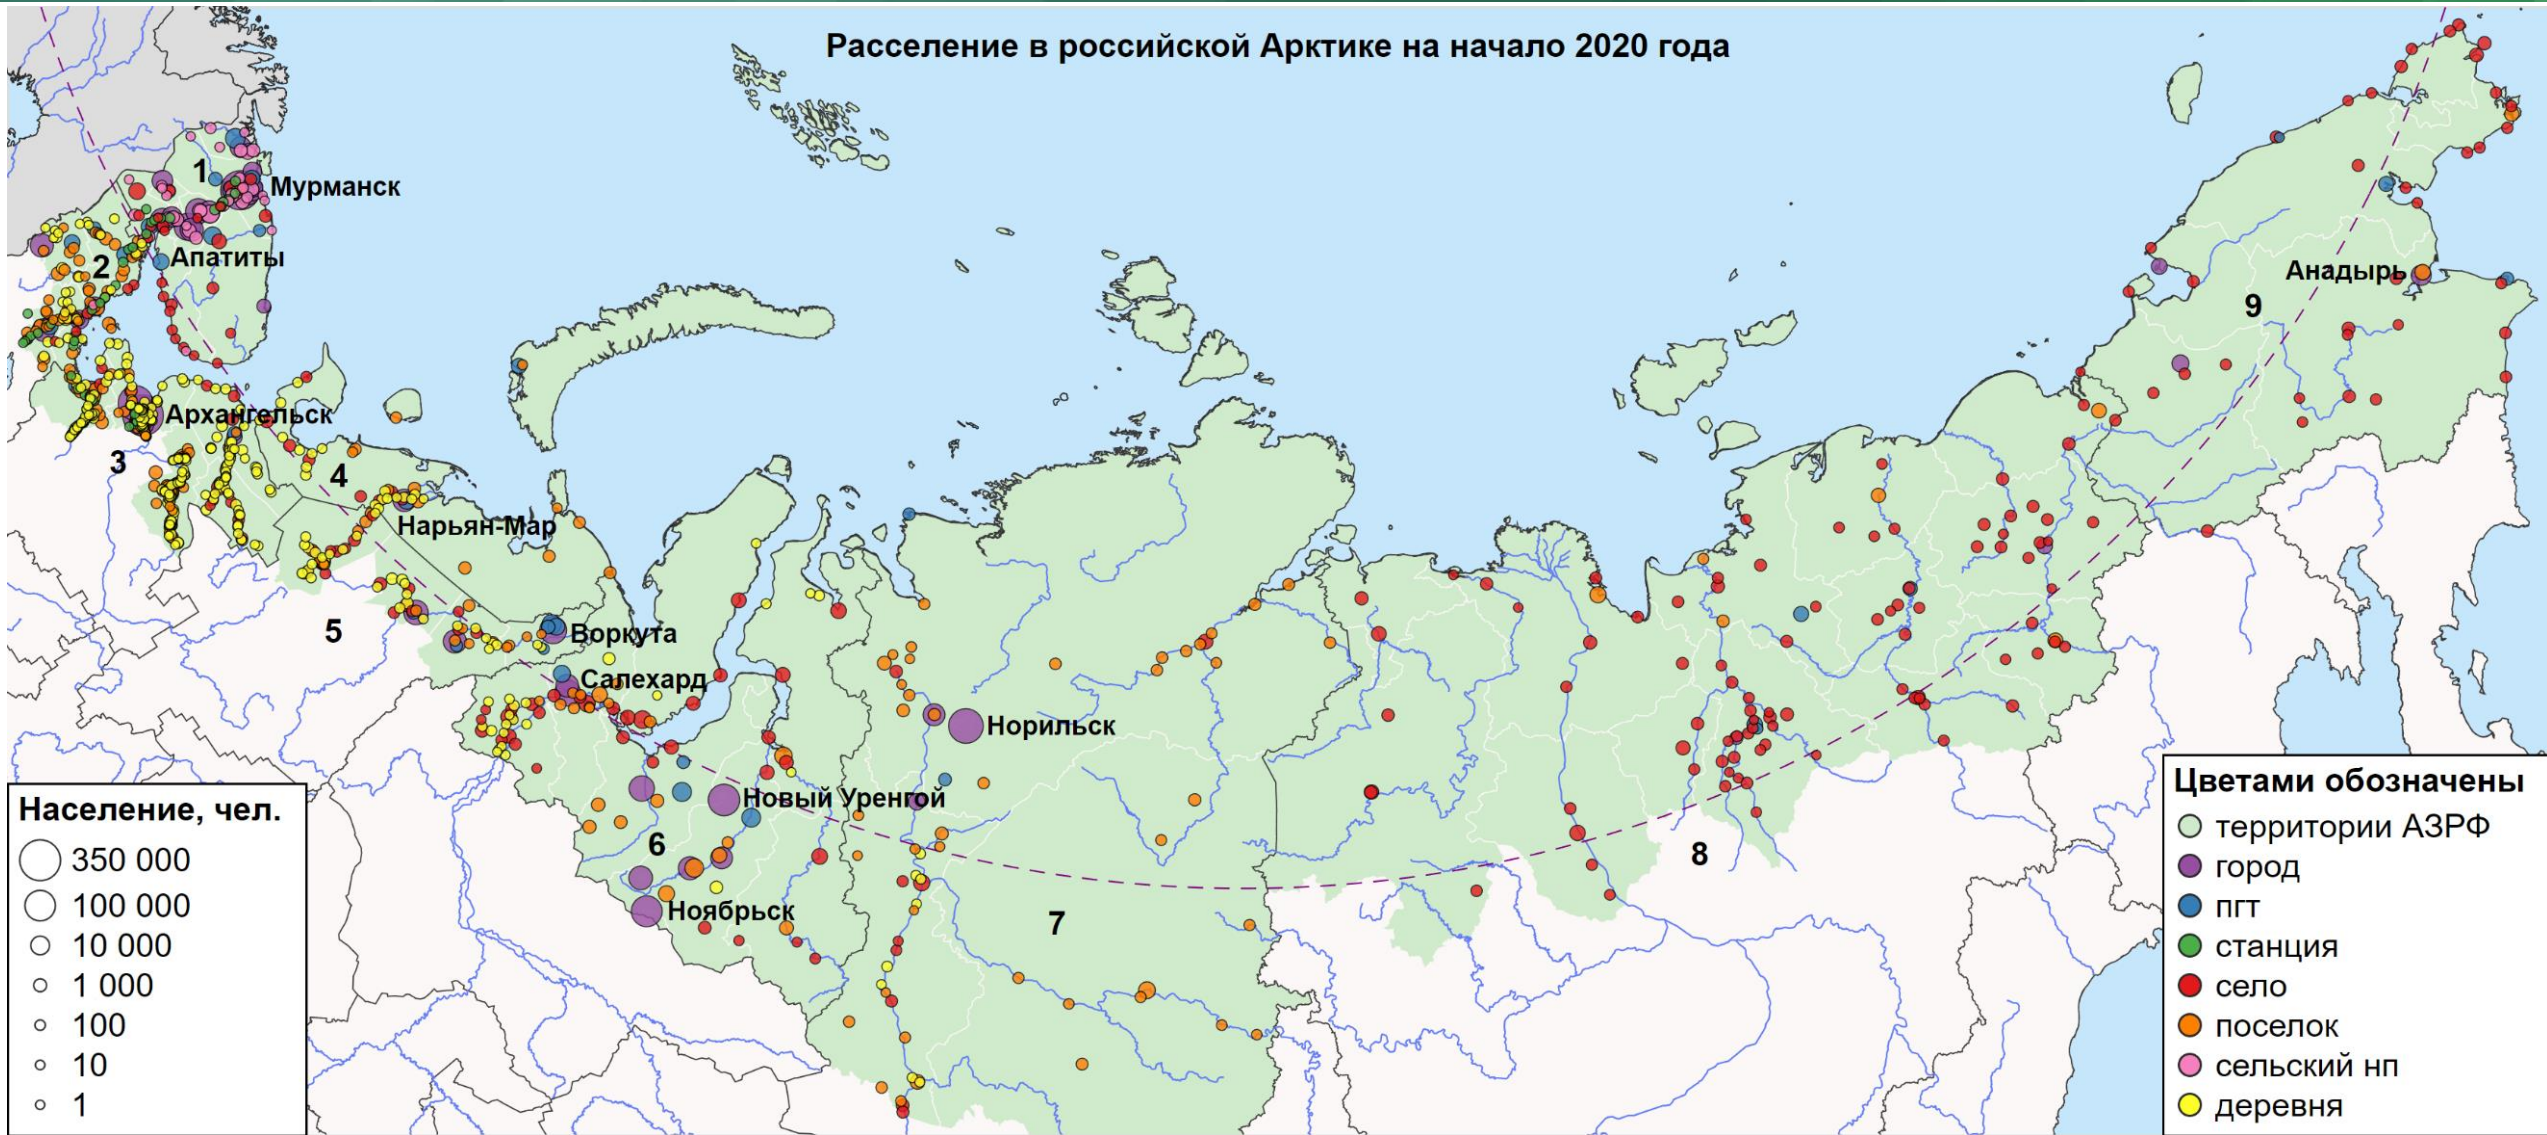 Расселение в российской Арктике на начало 2020 года
1
Мурманск
2
Апатиты
Анадырь
9
Архангельск
3
4
Нарьян-Мар
5
Воркута
Салехард
Норильск
Новый Уренгой
6
8
Ноябрьск
7
Население, чел.
350 000
100 000
10 000
1 000
100
10
1
Цветами обозначены
территории АЗРФ
город
пгт
станция
село
поселок
сельский нп
деревня